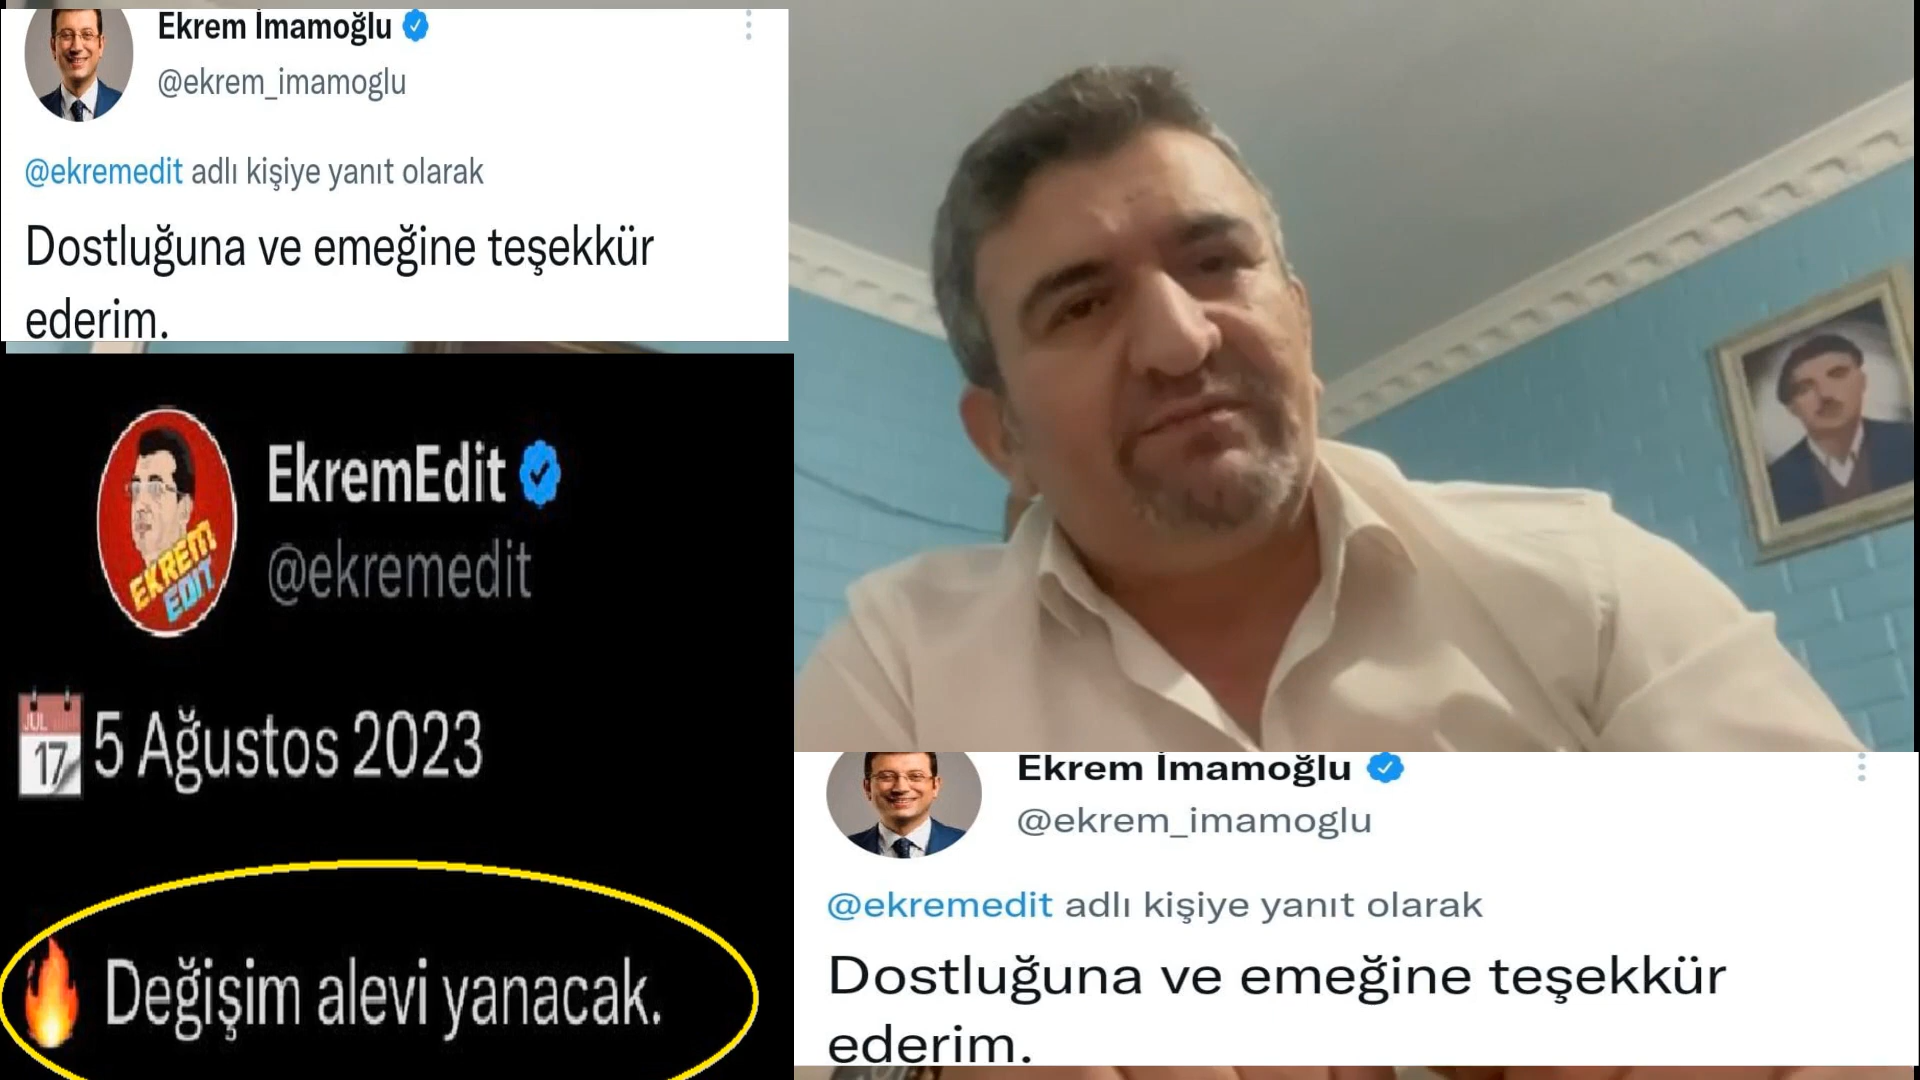 Ekrem İmamoğlu
@ekrem_imamoglu
@ekremedit adlı kişiye yanıt olarak
Dostluğuna ve emeğine teşekkür
ederim.
EKREM
EDİT
EkremEdit
@ekremedit
JUL
17
5 Ağustos 2023
Değişim alevi yanacak.
Ekrem İmamoğlu
@ekrem_imamoglu
@ekremedit adlı kişiye yanıt olarak
Dostluğuna ve emeğine teşekkür
ederim.